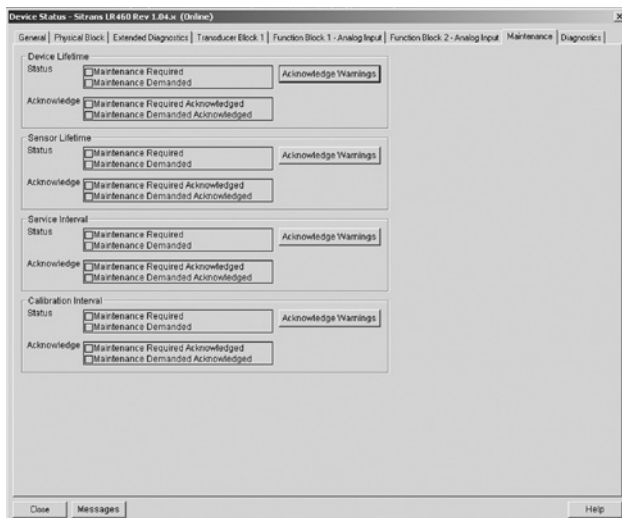 Device Status - Sitrans LR460 Rev 1.04.x (Online)
General Physical Block Extended Diagnostics Transducer Block 1 Function Block 1 - Analog Input Function Block 2 - Analog Input Maintenance Diagnostics
Device Lifetime
Status
Maintenance Required
Maintenance Demanded
Acknowledge Warnings
Acknowledge
Maintenance Required Acknowledged
Maintenance Demanded Acknowledged
Sensor Lifetime
Status
Maintenance Required
Maintenance Demanded
Acknowledge Warnings
Acknowledge
Maintenance Required Acknowledged
Maintenance Demanded Acknowledged
Service Interval
Status
Maintenance Required
Maintenance Demanded
Acknowledge Warnings
Acknowledge
Maintenance Required Acknowledged
Maintenance Demanded Acknowledged
Calibration Interval
Status
Maintenance Required
Maintenance Demanded
Acknowledge Warnings
Acknowledge
Maintenance Required Acknowledged
Maintenance Demanded Acknowledged
Close Messages Help